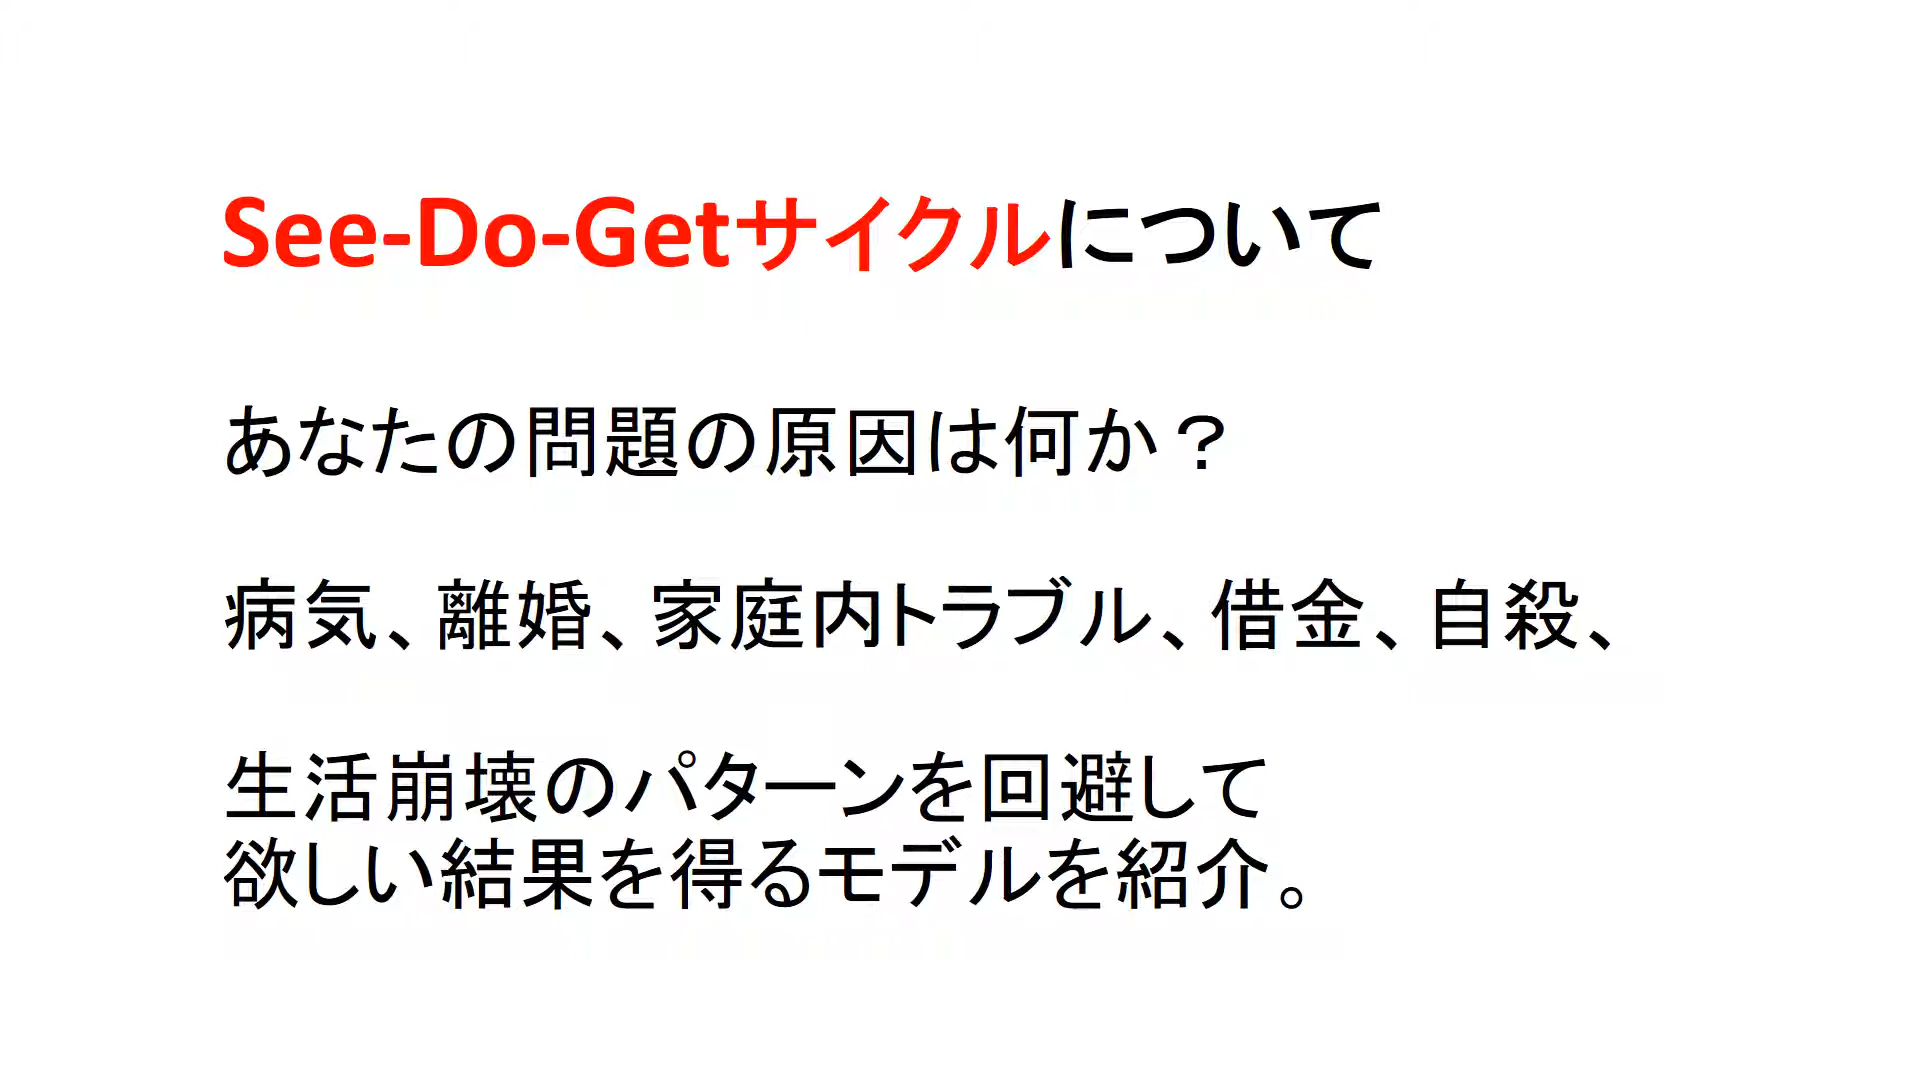 See-Do-Getサイクルについて
あなたの問題の原因は何か？
病気、離婚、家庭内トラブル、借金、自殺、
生活崩壊のパターンを回避して
欲しい結果を得るモデルを紹介。